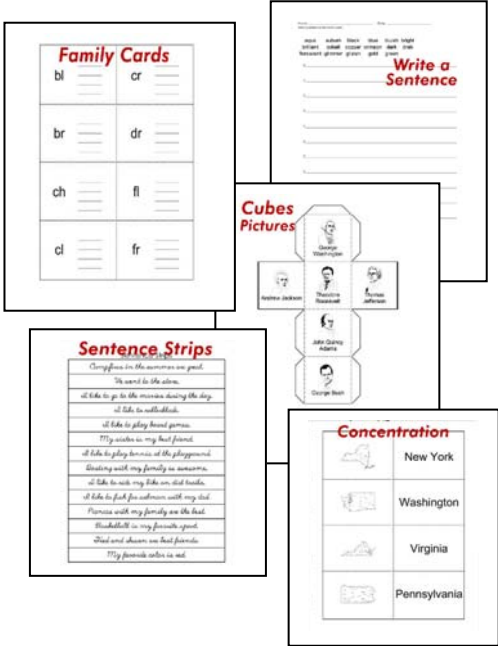 Family Cards
bl cr
br dr
ch fl
cl fr
Write a
Sentence
Cubes
Pictures
George
Washington
Andrew Jackson
Theodore
Roosevelt
Thomas
Jefferson
John Quincy
Adams
George Bush
Sentence Strips
Campfires in the summer are good.
We went to the store.
I like to go to the movies during the day.
I like to rollerblade.
I like to play board games.
My sister is my best friend.
I like to play tennis at the playground.
Boating with my family is awesome.
I like to ride my bike on dirt trails.
I like to fish for salmon with my dad.
Picnics with my family are the best.
Basketball is my favorite sport.
are best friends.
My favorite color is red.
Concentration
New York
Washington
Virginia
Pennsylvania